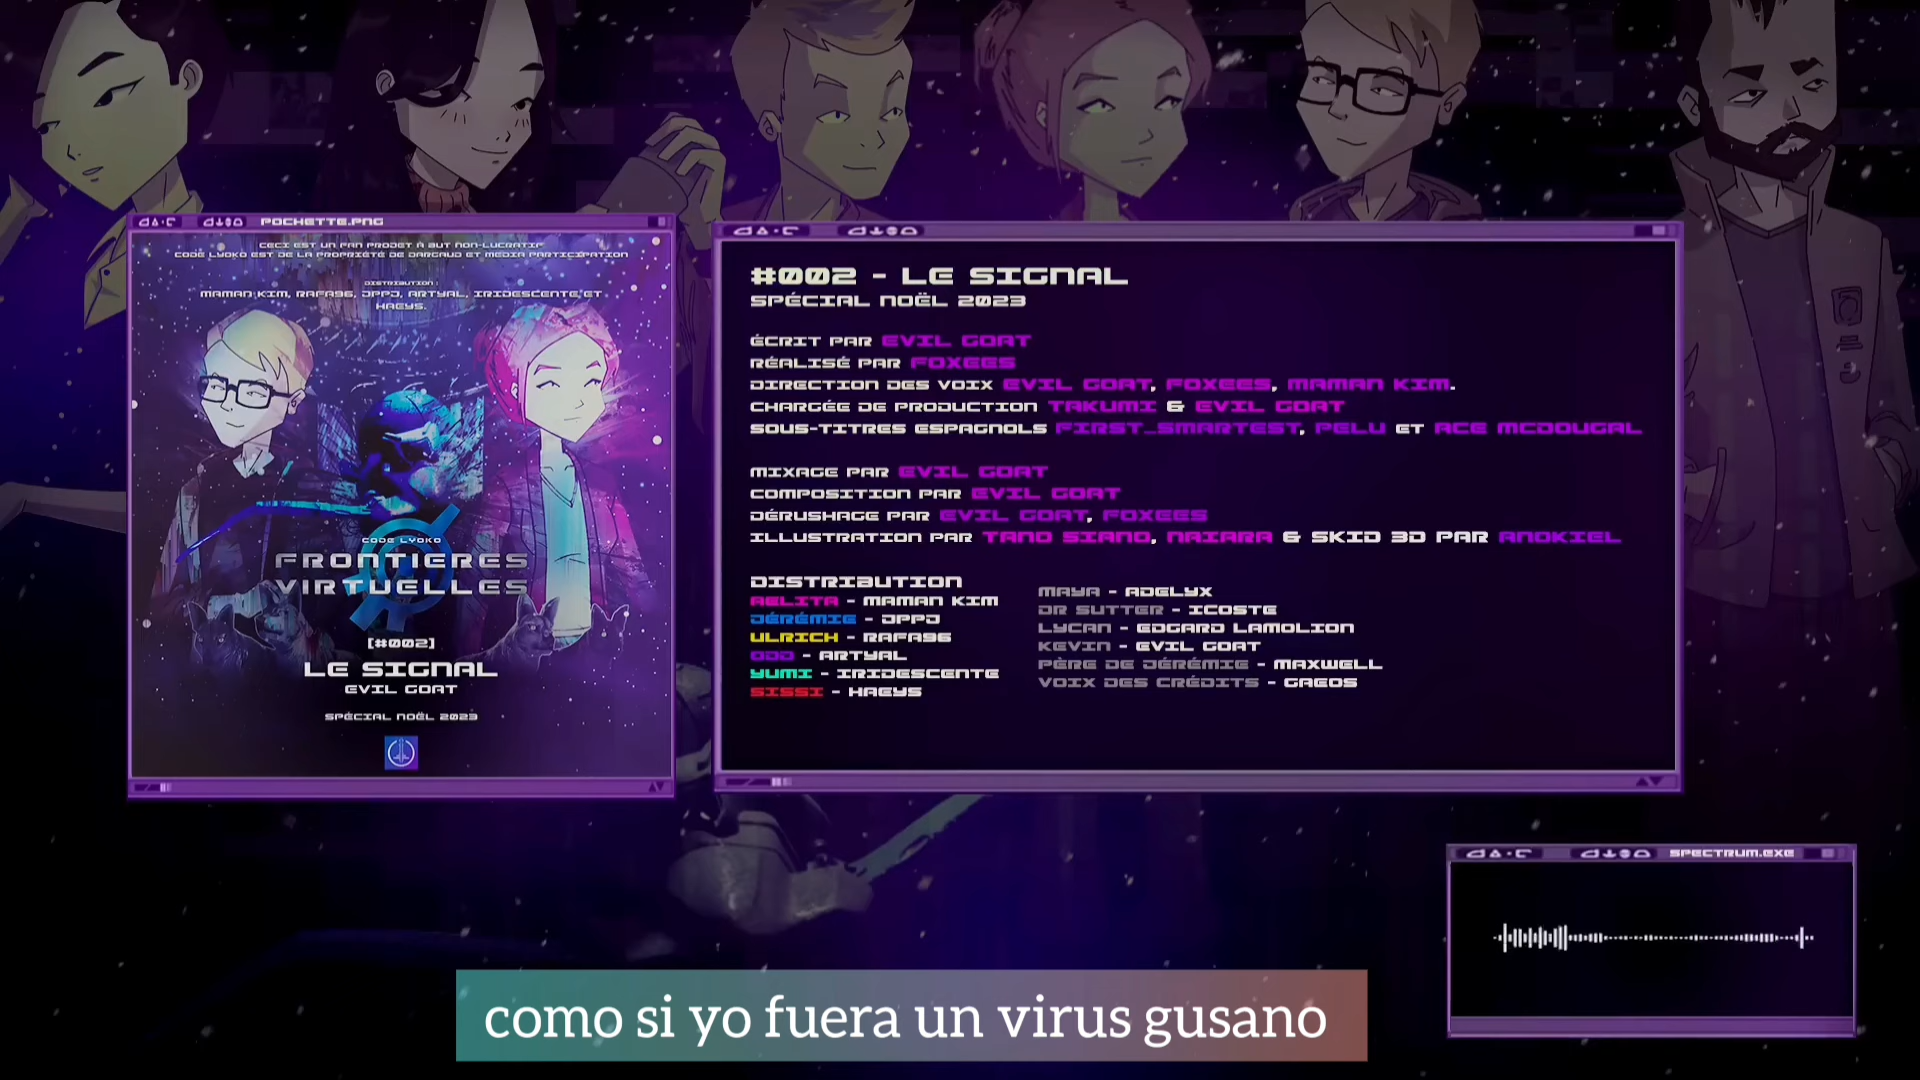 POCHETTE.PNG
CECI EST UN FAN PROJET À BUT NON-LUCRATIF
CODE LYOKO EST DE LA PROPRIÉTÉ DE DARGAUD ET MEDIA PARTICIPATION
DISTRIBUTION :
MAMAN KIM, RAFA96, JPPJ, ARTYAL, IRIDESCENTE ET
HAEYS.
CODE LYOKO
FRONTIERES
VIRTUELLES
[#002]
LE SIGNAL
EVIL GOAT
SPÉCIAL NOËL 2023
#002 - LE SIGNAL
SPÉCIAL NOËL 2023
ÉCRIT PAR EVIL GOAT
RÉALISÉ PAR FOXEES
DIRECTION DES VOIX EVIL GOAT, FOXEES, MAMAN KIM.
CHARGÉE DE PRODUCTION TAKUMI & EVIL GOAT
SOUS-TITRES ESPAGNOLS FIRST_SMARTEST, PELU ET ACE MCDOUGAL
MIXAGE PAR EVIL GOAT
COMPOSITION PAR EVIL GOAT
DÉRUSHAGE PAR EVIL GOAT, FOXEES
ILLUSTRATION PAR TANO SIANO, NAIARA & SKID 3D PAR ANOKIEL
DISTRIBUTION
AELITA - MAMAN KIM
JÉRÉMIE - JPPJ
ULRICH - RAFA96
ODD - ARTYAL
YUMI - IRIDESCENTE
SISSI - HAEYS
MAYA - ADELYX
DR SUTTER - ICOSTE
LYCAN - EDGARD LAMOLION
KEVIN - EVIL GOAT
PÈRE DE JÉRÉMIE - MAXWELL
VOIX DES CRÉDITS - GAEOS
SPECTRUM.EXE
como si yo fuera un virus gusano